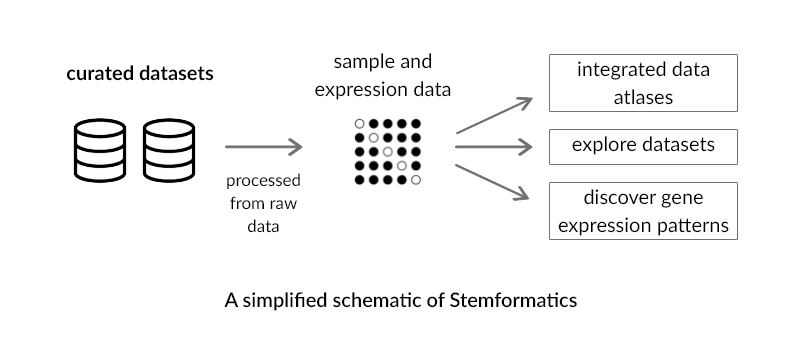 curated datasets
processed
from raw
data
sample and
expression data
integrated data
atlases
explore datasets
discover gene
expression patterns
A simplified schematic of Stemformatics